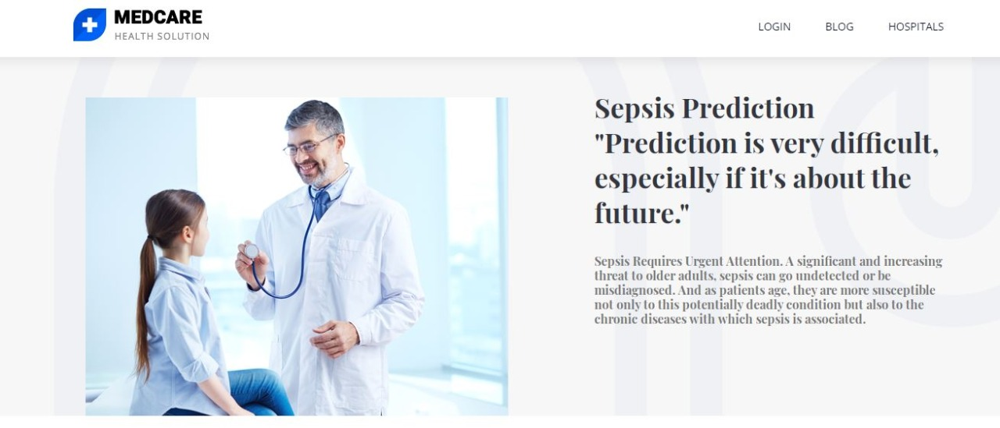 MEDCARE
HEALTH SOLUTION
LOGIN BLOG HOSPITALS
Sepsis Prediction
"Prediction is very difficult,
especially if it's about the
future."
Sepsis Requires Urgent Attention. A significant and increasing
threat to older adults, sepsis can go undetected or be
misdiagnosed. And as patients age, they are more susceptible
not only to this potentially deadly condition but also to the
chronic diseases with which sepsis is associated.